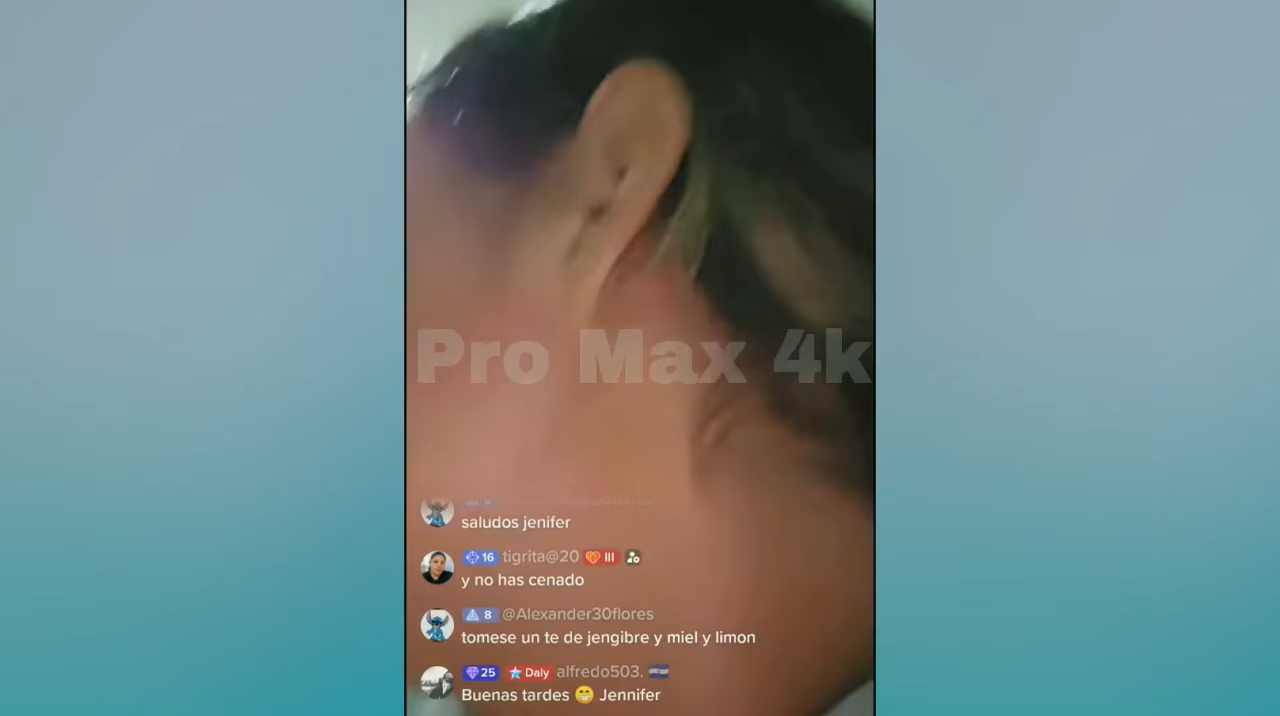 Pro Max 4k
saludos jenifer
16 tigrita@20 III
y no has cenado
8 @Alexander30flores
tomese un te de jengibre y miel y limon
25 Daly alfredo503.
Buenas tardes 😁 Jennifer